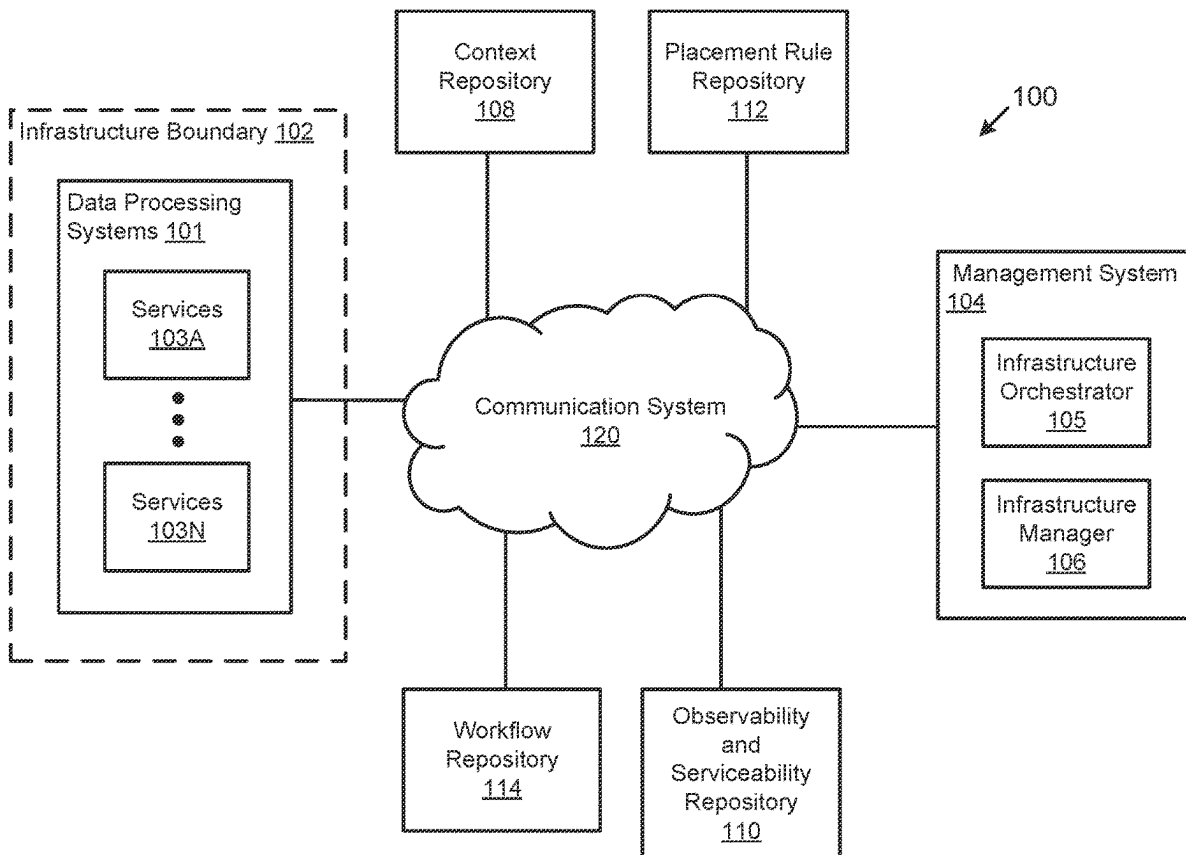 Context
Repository
108
Placement Rule
Repository
112
100
Infrastructure Boundary 102
Data Processing
Systems 101
Services
103A
Services
103N
Communication System
120
Management System
104
Infrastructure
Orchestrator
105
Infrastructure
Manager
106
Workflow
Repository
114
Observability
and
Serviceability
Repository
110